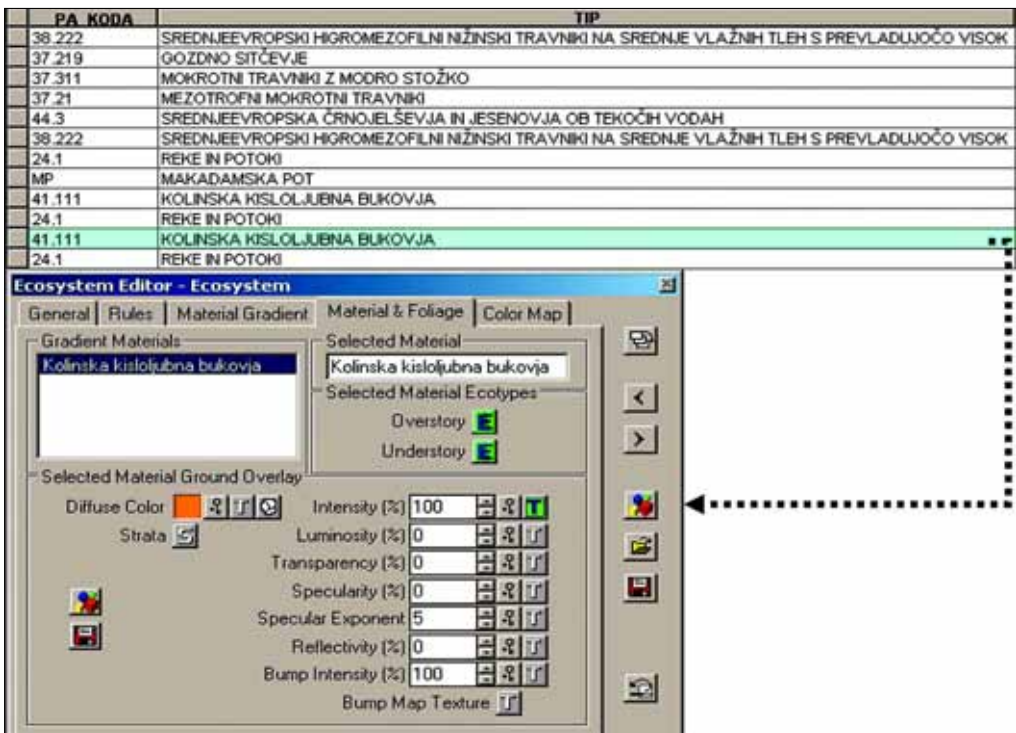 PA_KODA TIP
38.222 SREDNJEEVROPSKI HIGROMEZOFILNI NIŽINSKI TRAVNIKI NA SREDNJE VLAŽNIH TLEH S PREVLADUJOČO VISOK
37.219 GOZDNO SITČEVJE
37.311 MOKROTNI TRAVNIKI Z MODRO STOŽKO
37.21 MEZOTROFNI MOKROTNI TRAVNIKI
44.3 SREDNJEEVROPSKA ČRNOJELŠEVJA IN JESENOVJA OB TEKOČIH VODAH
38.222 SREDNJEEVROPSKI HIGROMEZOFILNI NIŽINSKI TRAVNIKI NA SREDNJE VLAŽNIH TLEH S PREVLADUJOČO VISOK
24.1 REKE IN POTOKI
MP MAKADAMSKA POT
41.111 KOLINSKA KISLOLJUBNA BUKOVJA
24.1 REKE IN POTOKI
41.111 KOLINSKA KISLOLJUBNA BUKOVJA
24.1 REKE IN POTOKI
Ecosystem Editor - Ecosystem
General Rules Material Gradient Material & Foliage Color Map
Gradient Materials
Kolinska kisloljubna bukovja
Selected Material
Kolinska kisloljubna bukovja
Selected Material Ecotypes
Overstory E
Understory E
Selected Material Ground Overlay
Diffuse Color
Strata
Intensity (%) 100 T
Luminosity (%) 0
Transparency (%) 0
Specularity (%) 0
Specular Exponent 5
Reflectivity (%) 0
Bump Intensity (%) 100
Bump Map Texture